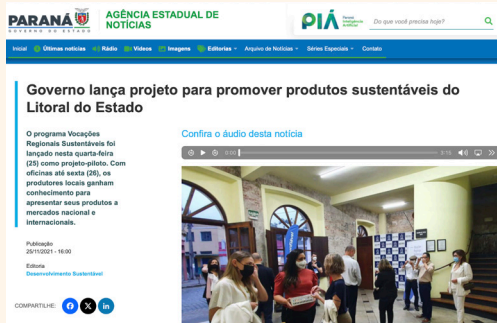 PARANÁ
GOVERNO DO ESTADO
AGÊNCIA ESTADUAL DE
NOTÍCIAS
PIÁ
Paraná
Inteligência
Artificial
Do que você precisa hoje?
Inicial
Últimas notícias
Rádio
Vídeos
Imagens
Editorias
Arquivo de Notícias
Séries Especiais
Contato
Governo lança projeto para promover produtos sustentáveis do
Litoral do Estado
O programa Vocações
Regionais Sustentáveis foi
lançado nesta quarta-feira
(25) como projeto-piloto. Com
oficinas até sexta (26), os
produtores locais ganham
conhecimento para
apresentar seus produtos a
mercados nacional e
internacionais.
Publicação
25/11/2021 - 16:00
Editoria
Desenvolvimento Sustentável
COMPARTILHE:
Confira o áudio desta notícia
0:00
3:15